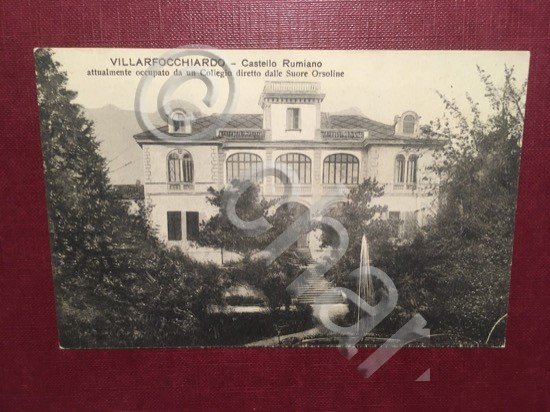 VILLARFOCCHIARDO - Castello Rumiano
attualmente occupato da un Collegio diretto dalle Suore Orsoline